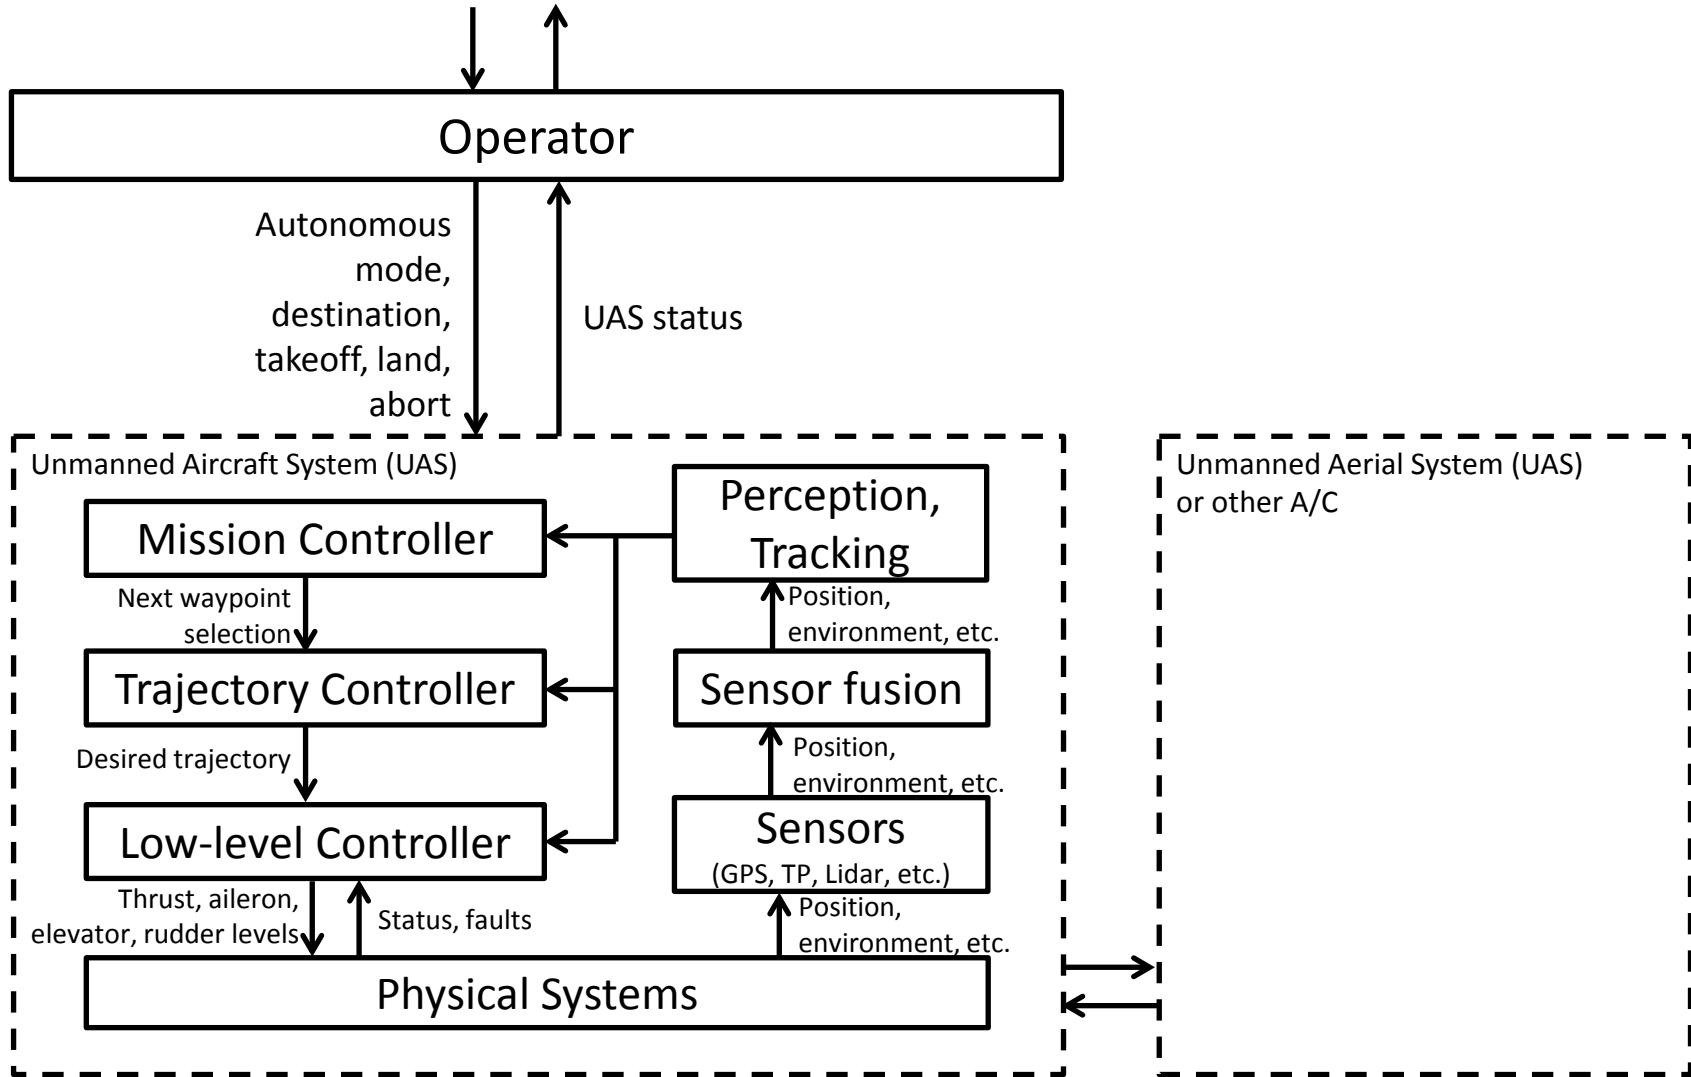 Operator
Autonomous
mode,
destination,
takeoff, land,
abort
UAS status
Unmanned Aircraft System (UAS)
Mission Controller
Next waypoint
selection
Trajectory Controller
Desired trajectory
Low-level Controller
Thrust, aileron,
elevator, rudder levels
Status, faults
Perception,
Tracking
Position,
environment, etc.
Sensor fusion
Position,
environment, etc.
Sensors
(GPS, TP, Lidar, etc.)
Position,
environment, etc.
Physical Systems
Unmanned Aerial System (UAS)
or other A/C